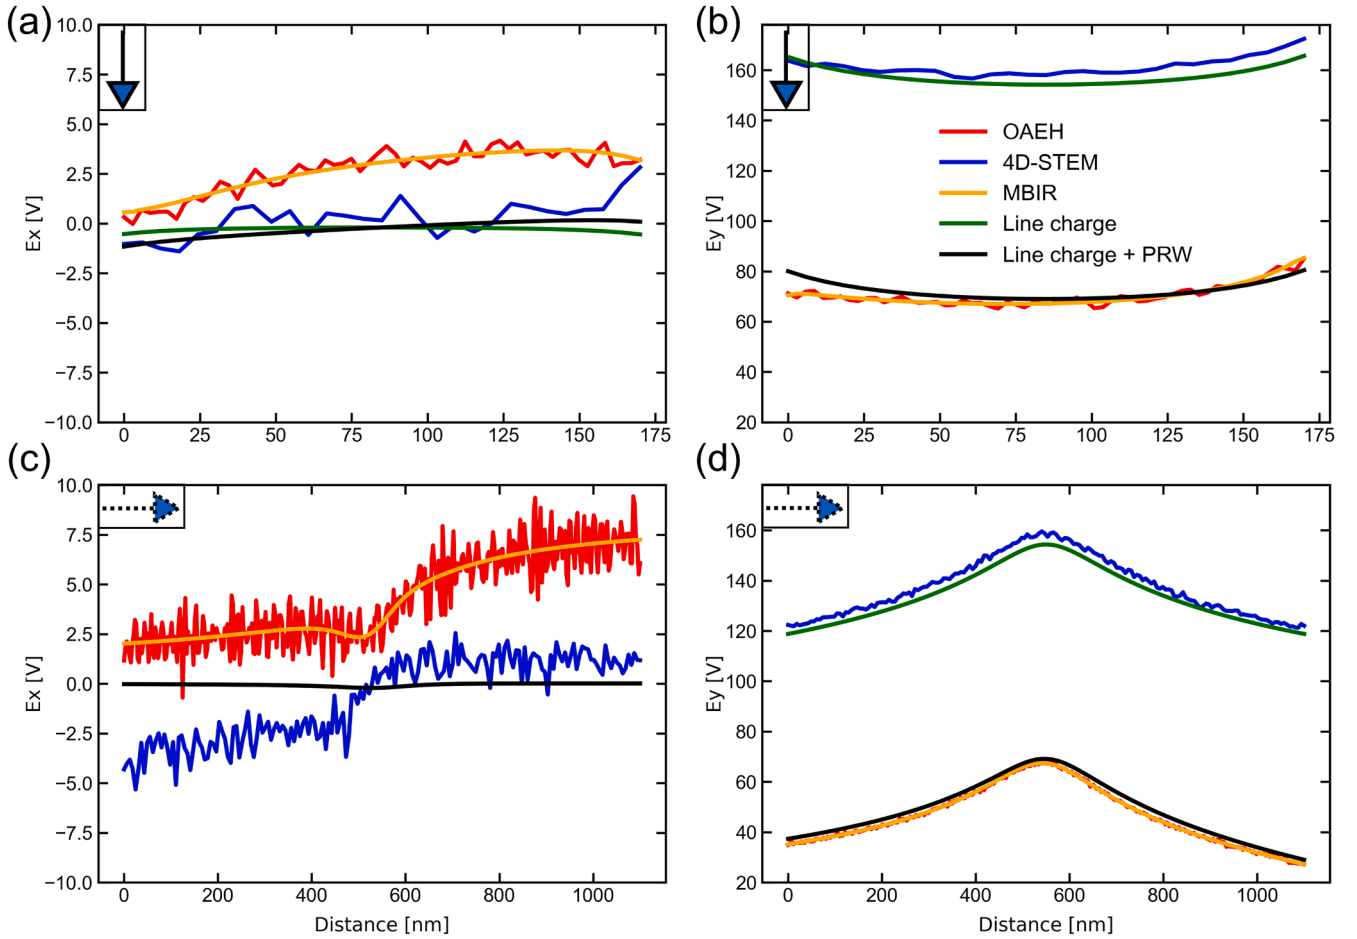 (a)
10.0
7.5
5.0
2.5
0.0
−2.5
−5.0
−7.5
−10.0
Ex [V]
0 25 50 75 100 125 150 175
(b)
160
140
120
100
80
60
40
20
Ey [V]
OAEH
4D-STEM
MBIR
Line charge
Line charge + PRW
0 25 50 75 100 125 150 175
(c)
10.0
7.5
5.0
2.5
0.0
−2.5
−5.0
−7.5
−10.0
Ex [V]
0 200 400 600 800 1000
Distance [nm]
(d)
160
140
120
100
80
60
40
20
Ey [V]
0 200 400 600 800 1000
Distance [nm]